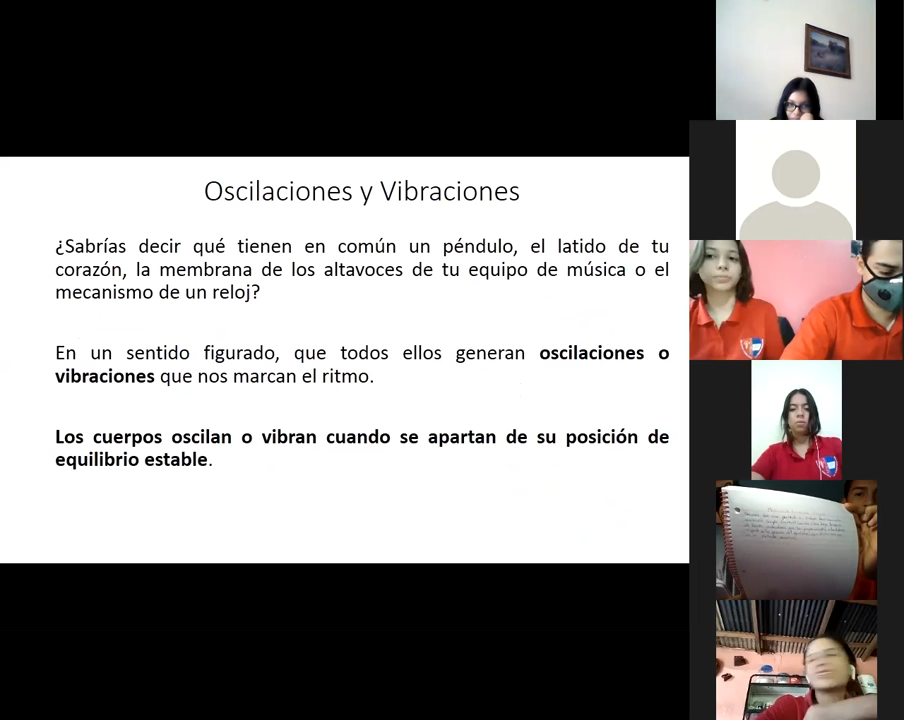 Oscilaciones y Vibraciones
¿Sabrías decir qué tienen en común un péndulo, el latido de tu
corazón, la membrana de los altavoces de tu equipo de música o el
mecanismo de un reloj?
En un sentido figurado, que todos ellos generan oscilaciones o
vibraciones que nos marcan el ritmo.
Los cuerpos oscilan o vibran cuando se apartan de su posición de
equilibrio estable.